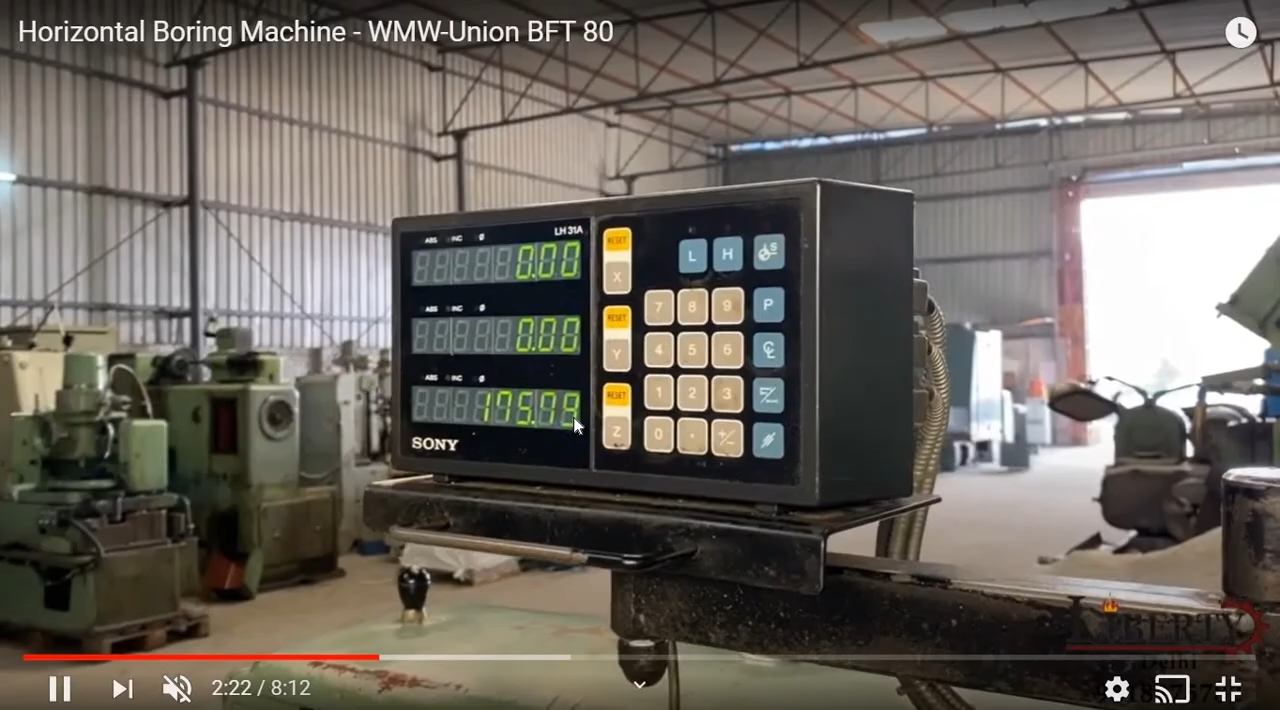 Horizontal Boring Machine - WMW-Union BFT 80
LH 31A
ABS INC Ø
0.00
ABS INC Ø
0.00
ABS INC Ø
SONY
RESET
X
RESET
Y
RESET
Z
L H
7 8 9 P
4 5 6
1 2 3
0 . +/-
LIBERTY
Delhi
2:22 / 8:12